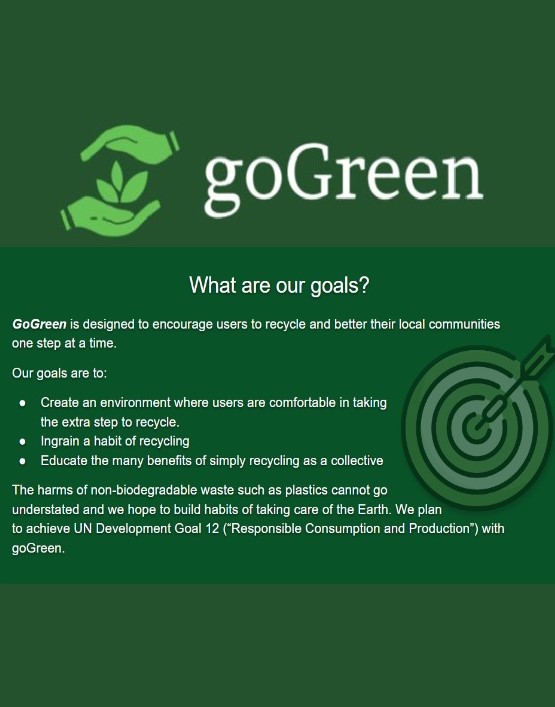 goGreen
What are our goals?
GoGreen is designed to encourage users to recycle and better their local communities
one step at a time.
Our goals are to:
● Create an environment where users are comfortable in taking
the extra step to recycle.
● Ingrain a habit of recycling
● Educate the many benefits of simply recycling as a collective
The harms of non-biodegradable waste such as plastics cannot go
understated and we hope to build habits of taking care of the Earth. We plan
to achieve UN Development Goal 12 (“Responsible Consumption and Production”) with
goGreen.